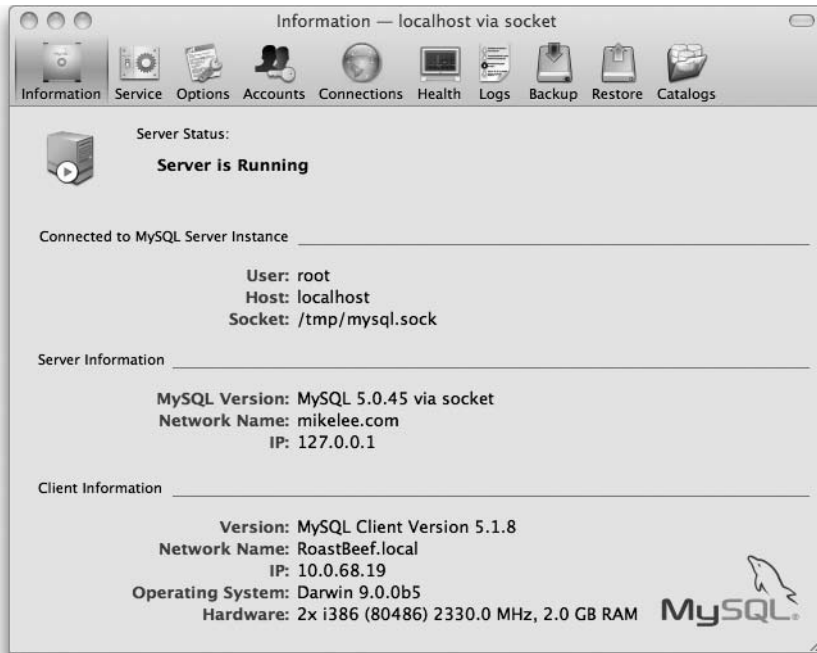 Information — localhost via socket
Information Service Options Accounts Connections Health Logs Backup Restore Catalogs
Server Status:
Server is Running
Connected to MySQL Server Instance
User: root
Host: localhost
Socket: /tmp/mysql.sock
Server Information
MySQL Version: MySQL 5.0.45 via socket
Network Name: mikelee.com
IP: 127.0.0.1
Client Information
Version: MySQL Client Version 5.1.8
Network Name: RoastBeef.local
IP: 10.0.68.19
Operating System: Darwin 9.0.0b5
Hardware: 2x i386 (80486) 2330.0 MHz, 2.0 GB RAM
MySQL®